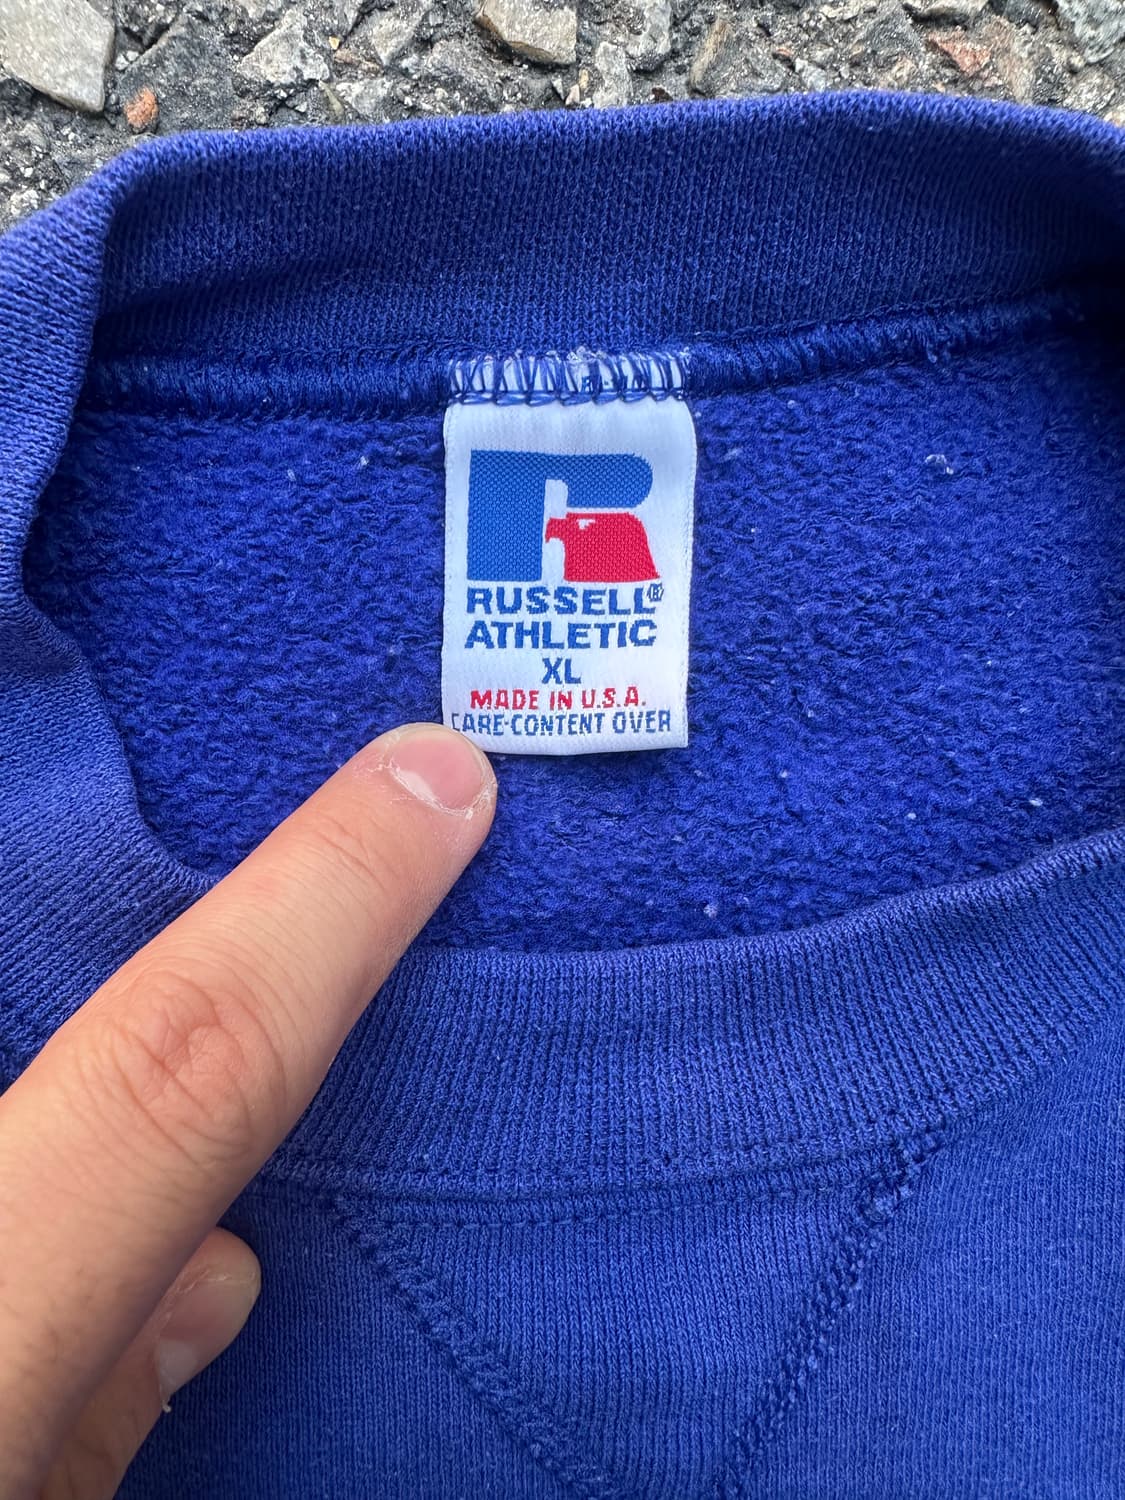 RUSSELL®
ATHLETIC
XL
MADE IN U.S.A.
CARE-CONTENT OVER